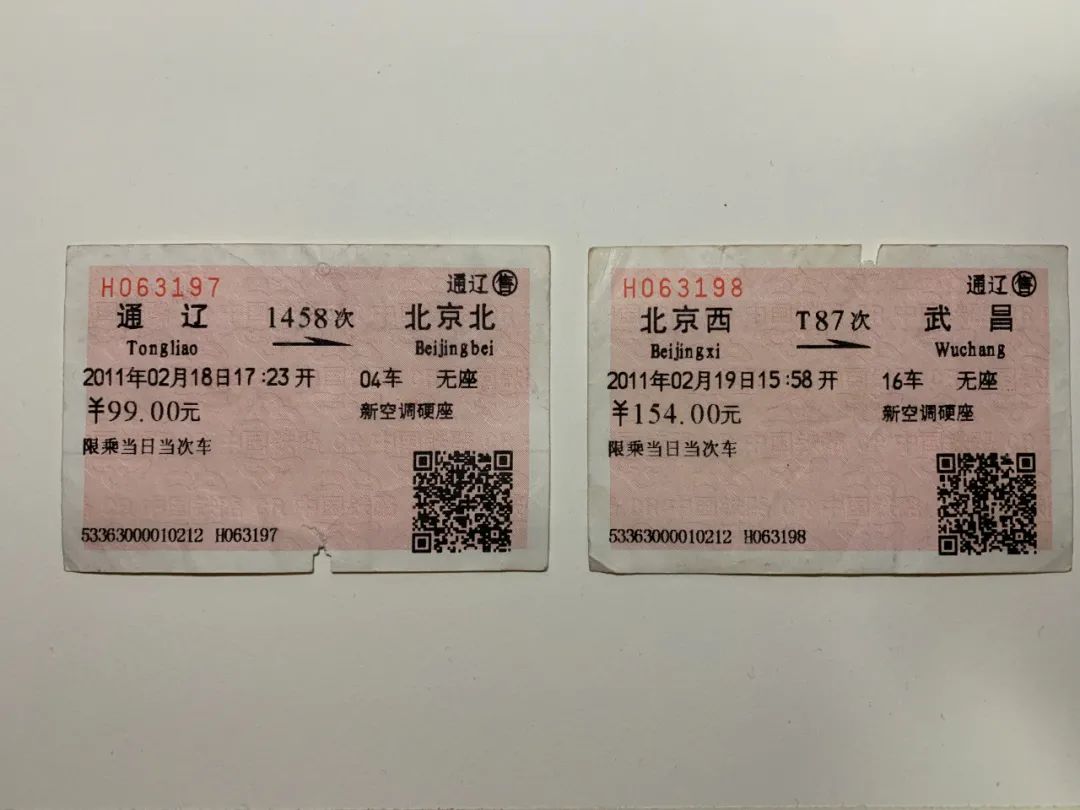 H063197 通辽售
通辽 1458次 北京北
Tongliao Beijingbei
2011年02月18日17:23开 04车 无座
￥99.00元 新空调硬座
限乘当日当次车
53363000010212 H063197
H063198 通辽售
北京西 T87次 武昌
Beijingxi Wuchang
2011年02月19日15:58开 16车 无座
￥154.00元 新空调硬座
限乘当日当次车
53363000010212 H063198